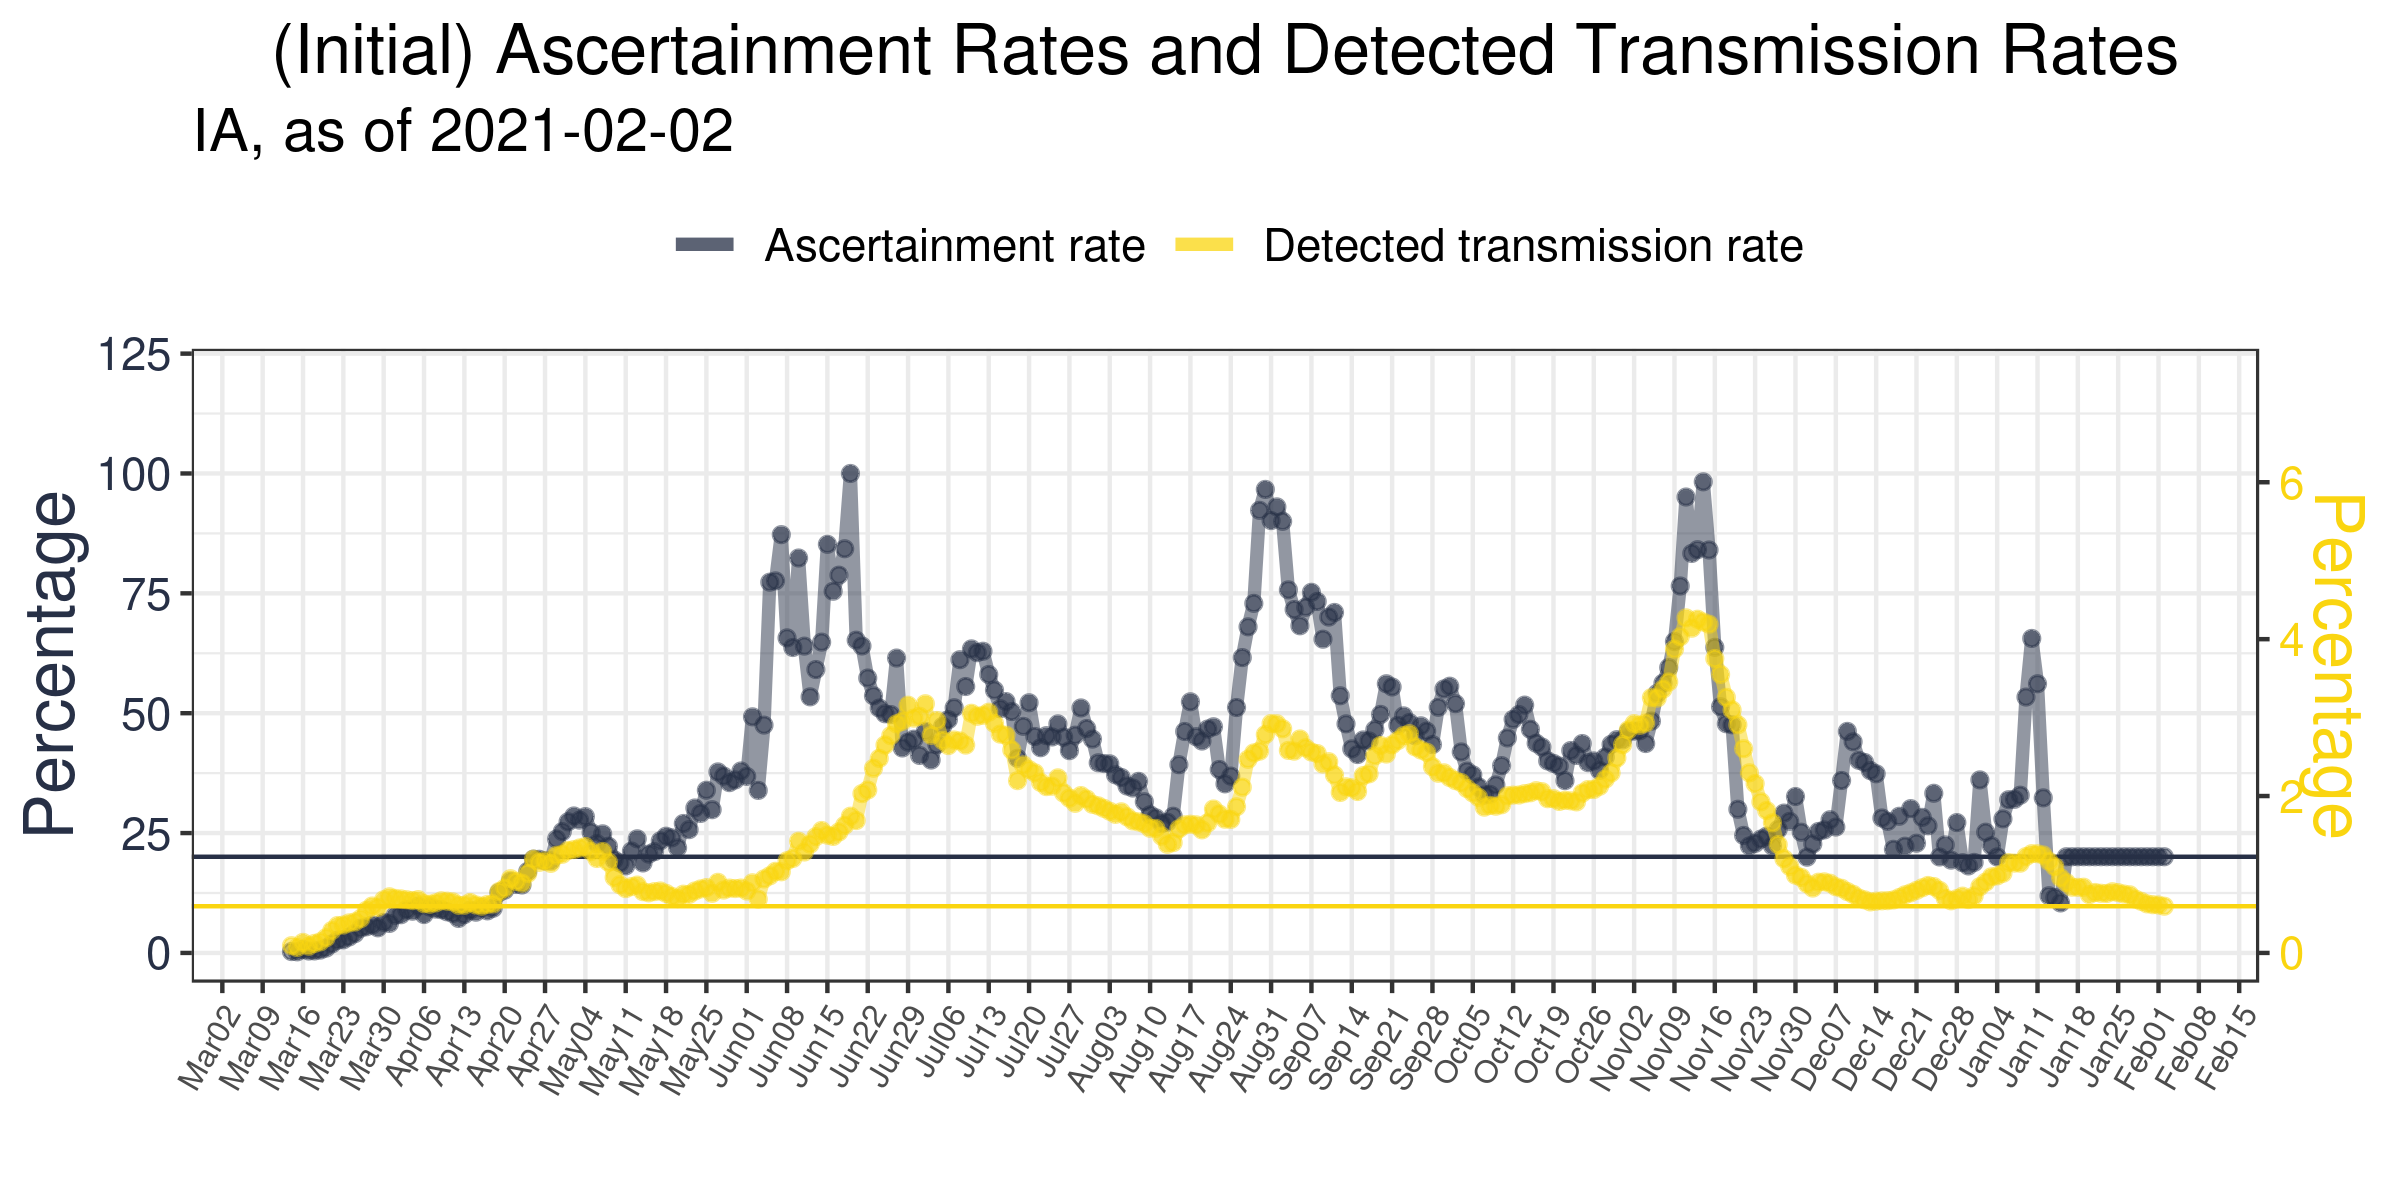 (Initial) Ascertainment Rates and Detected Transmission Rates
IA, as of 2021-02-02
Ascertainment rate Detected transmission rate
Percentage
125
100
75
50
25
0
6
4
2
0
Percentage
Mar02 Mar09 Mar16 Mar23 Mar30 Apr06 Apr13 Apr20 Apr27 May04 May11 May18 May25 Jun01 Jun08 Jun15 Jun22 Jun29 Jul06 Jul13 Jul20 Jul27 Aug03 Aug10 Aug17 Aug24 Aug31 Sep07 Sep14 Sep21 Sep28 Oct05 Oct12 Oct19 Oct26 Nov02 Nov09 Nov16 Nov23 Nov30 Dec07 Dec14 Dec21 Dec28 Jan04 Jan11 Jan18 Jan25 Feb01 Feb08 Feb15